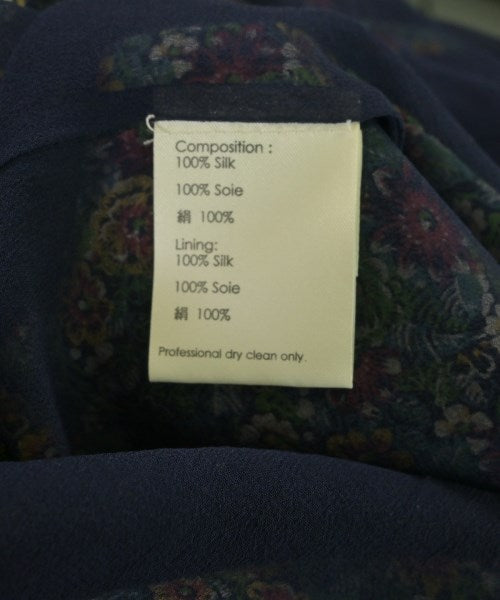 Composition :
100% Silk
100% Soie
絹 100%
Lining:
100% Silk
100% Soie
絹 100%
Professional dry clean only.